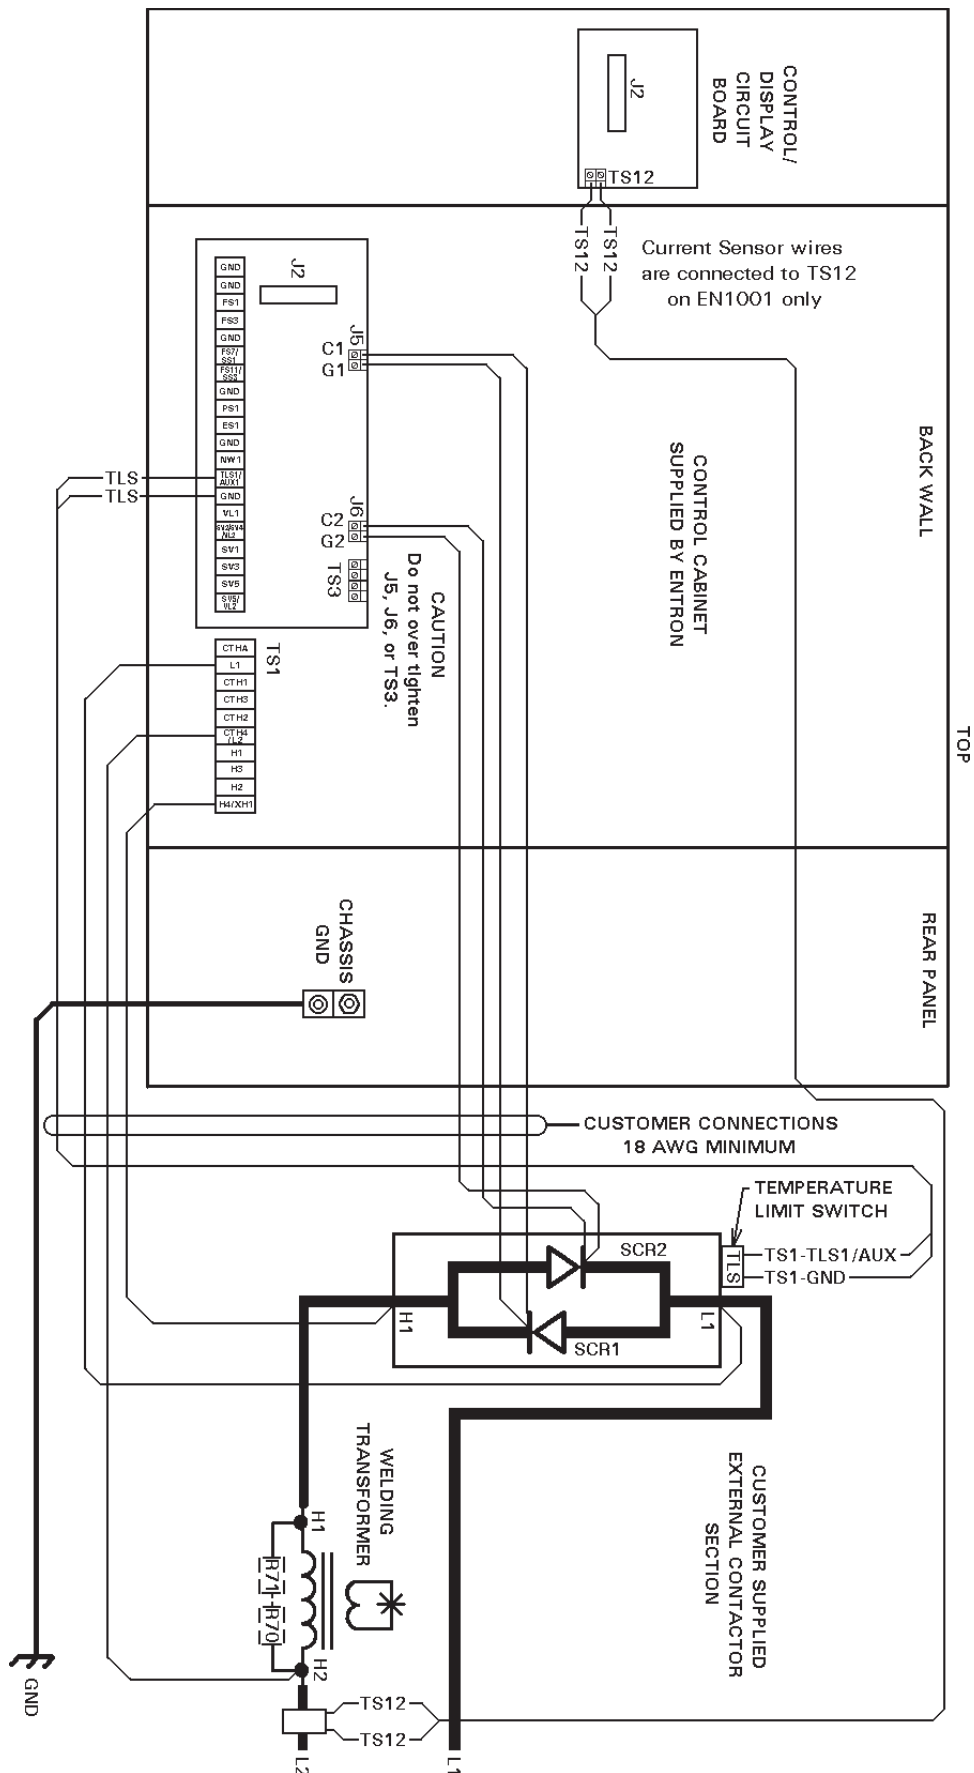 TOP
CONTROL/
DISPLAY
CIRCUIT
BOARD
J2
TS12
TS12
TS12
Current Sensor wires
are connected to TS12
on EN1001 only
BACK WALL
CONTROL CABINET
SUPPLIED BY ENTRON
J2
J5
C1
G1
J6
C2
G2
TS3
CAUTION
Do not over tighten
J5, J6, or TS3.
GND
GND
FS1
FS3
GND
FS7/
SS1
FS11/
SS3
GND
PS1
ES1
GND
NW1
TLS1/
AUX1
GND
VL1
SV1
SV3
SV5
TLS
TLS
TS1
CTHA
L1
CTH1
CTH3
CTH2
CTH4
/L2
H1
H3
H2
H4/XH1
REAR PANEL
CHASSIS
GND
CUSTOMER CONNECTIONS
18 AWG MINIMUM
TEMPERATURE
LIMIT SWITCH
TLS
TS1-TLS1/AUX
TS1-GND
SCR2
SCR1
H1
L1
CUSTOMER SUPPLIED
EXTERNAL CONTACTOR
SECTION
WELDING
TRANSFORMER
H1
R71
R70
H2
TS12
TS12
GND
L2
L1